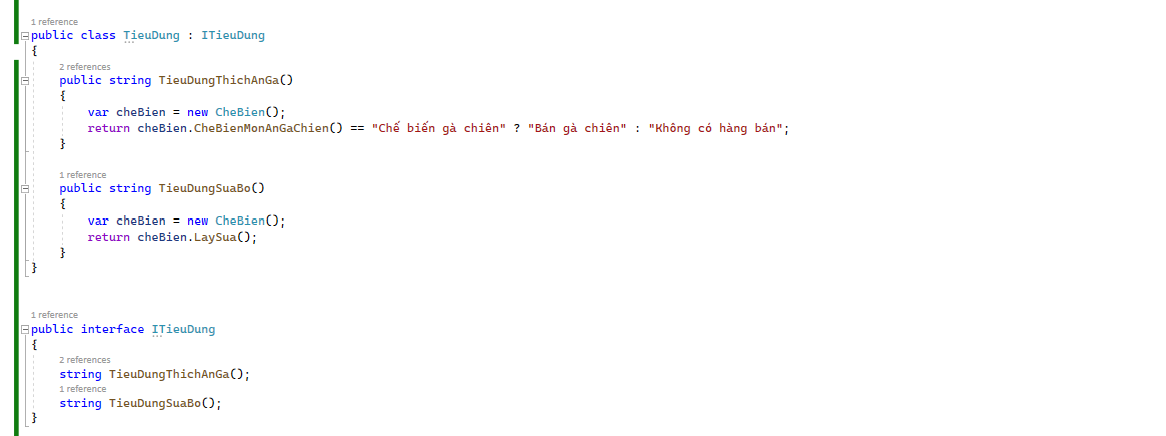 1 reference
public class TieuDung : ITieuDung
{
2 references
public string TieuDungThichAnGa()
{
var cheBien = new CheBien();
return cheBien.CheBienMonAnGaChien() == "Chế biến gà chiên" ? "Bán gà chiên" : "Không có hàng bán";
}
1 reference
public string TieuDungSuaBo()
{
var cheBien = new CheBien();
return cheBien.LaySua();
}
}
1 reference
public interface ITieuDung
{
2 references
string TieuDungThichAnGa();
1 reference
string TieuDungSuaBo();
}